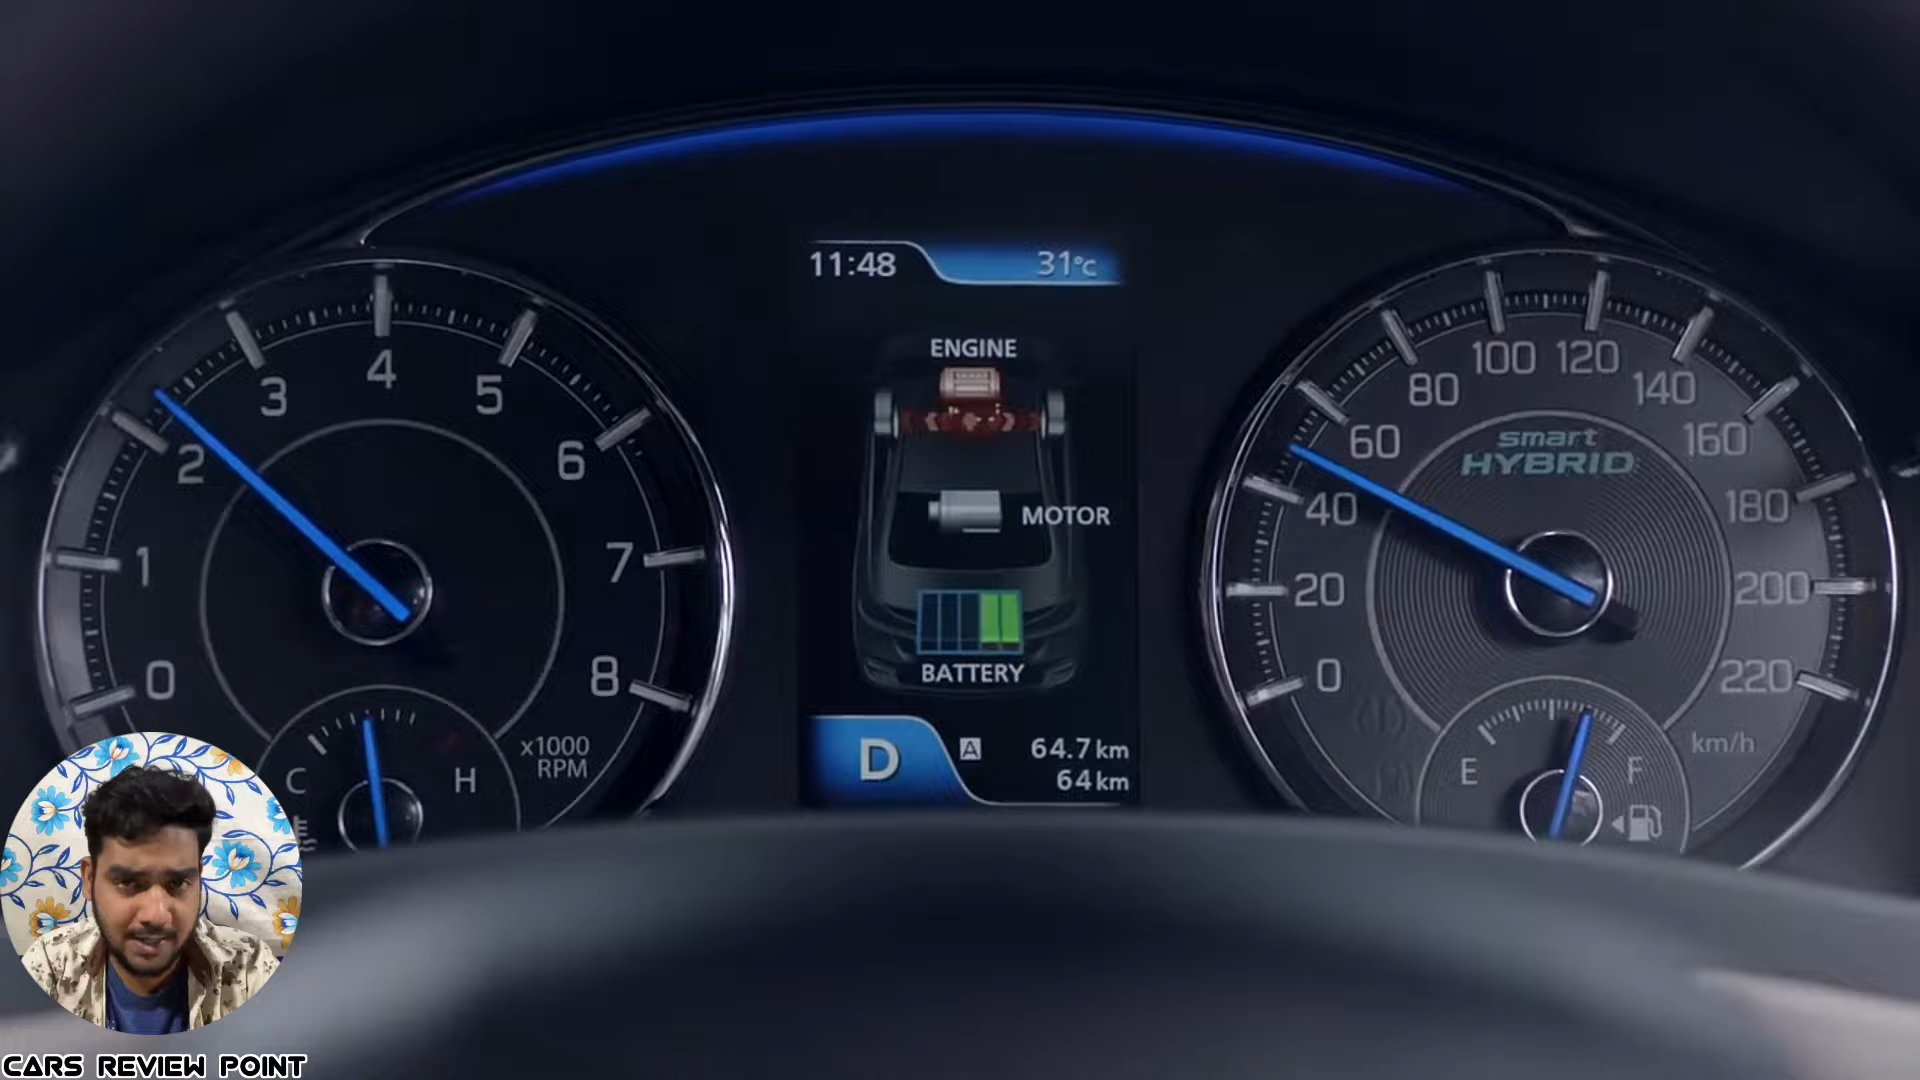 11:48 31°C
ENGINE
MOTOR
BATTERY
D A 64.7 km
64 km
0 1 2 3 4 5 6 7 8
x1000
RPM
C H
0 20 40 60 80 100 120 140 160 180 200 220
smart
HYBRID
km/h
E F
CARS REVIEW POINT